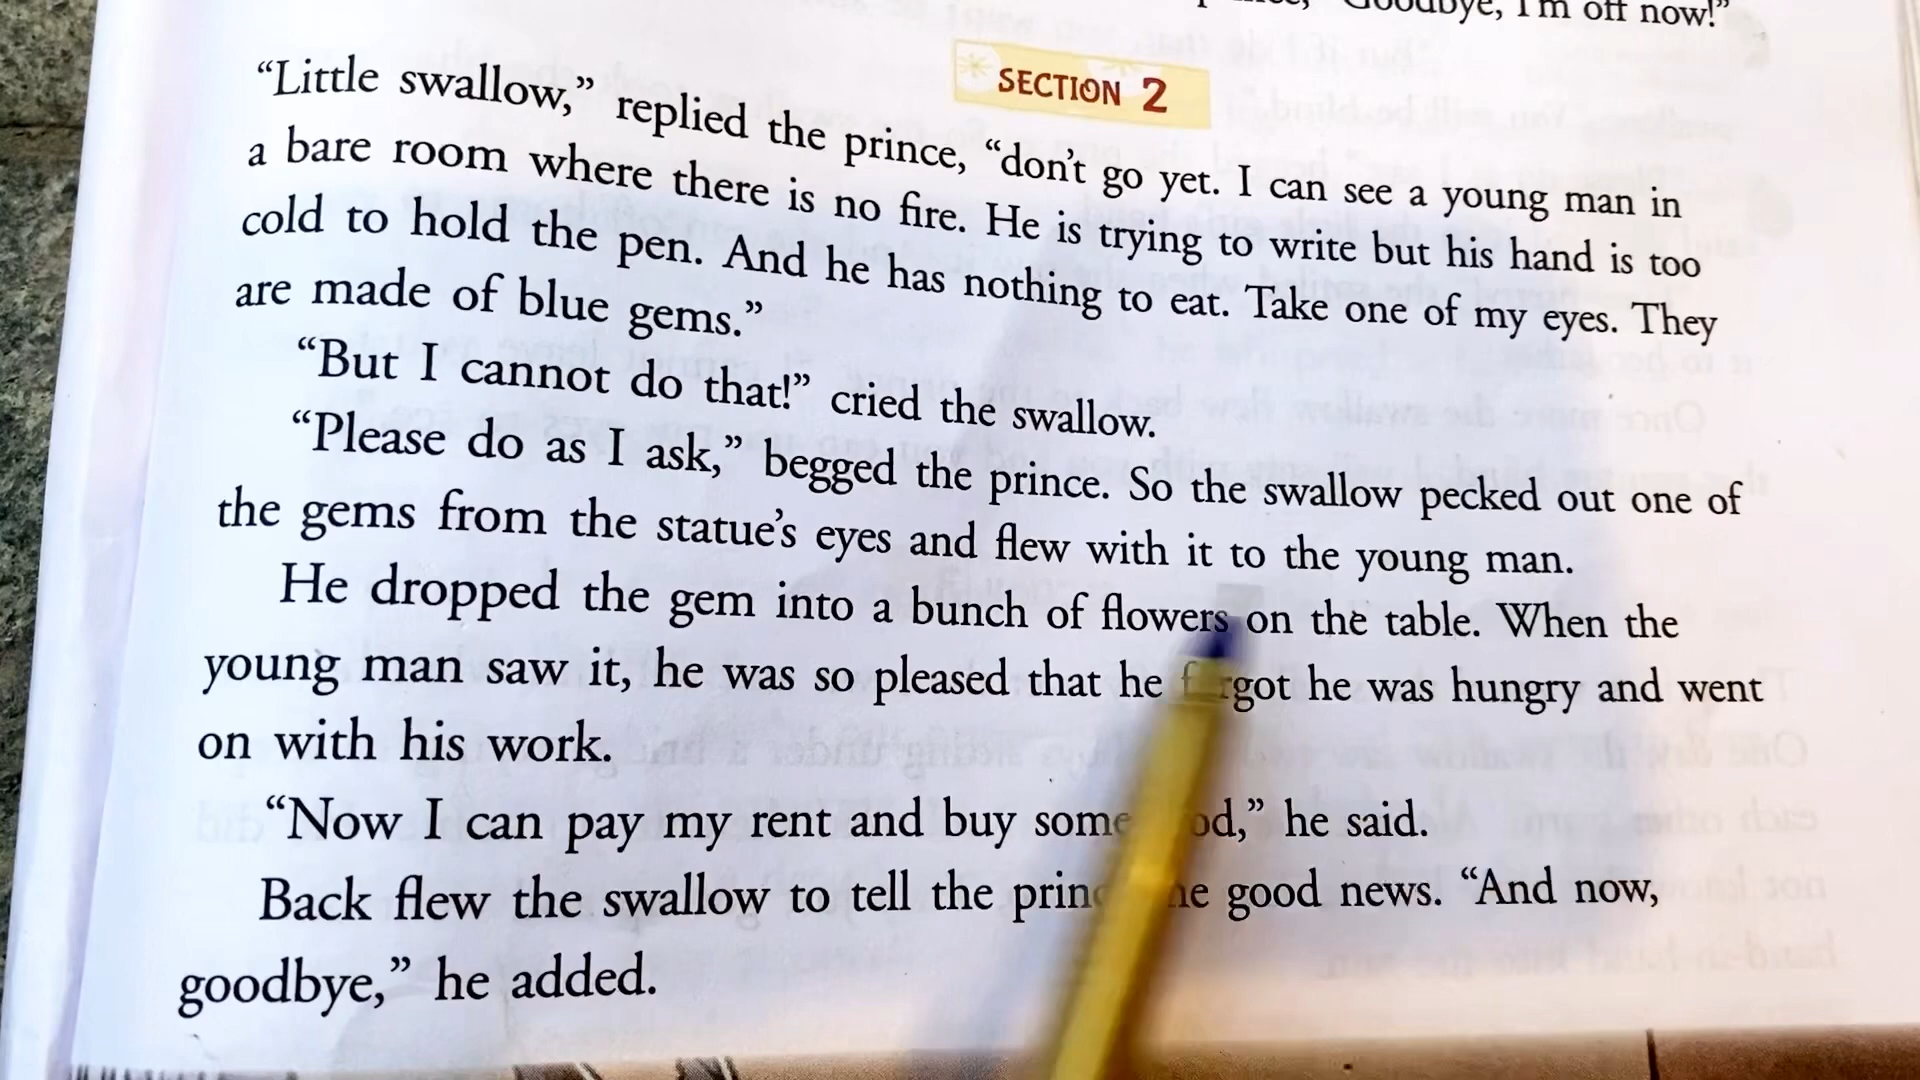 Goodbye, I'm off now!”
SECTION 2
“Little swallow,” replied the prince, “don't go yet. I can see a young man in
a bare room where there is no fire. He is trying to write but his hand is too
cold to hold the pen. And he has nothing to eat. Take one of my eyes. They
are made of blue gems.”
“But I cannot do that!” cried the swallow.
“Please do as I ask,” begged the prince. So the swallow pecked out one of
the gems from the statue's eyes and flew with it to the young man.
He dropped the gem into a bunch of flowers on the table. When the
young man saw it, he was so pleased that he forgot he was hungry and went
on with his work.
“Now I can pay my rent and buy some he said.
Back flew the swallow to tell the good news. “And now,
goodbye,” he added.